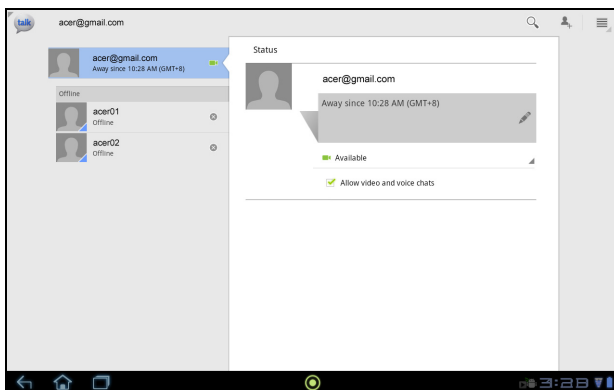 talk
acer@gmail.com
acer@gmail.com
Away since 10:28 AM (GMT+8)
Offline
acer01
Offline
acer02
Offline
Status
acer@gmail.com
Away since 10:28 AM (GMT+8)
Available
Allow video and voice chats
3:28